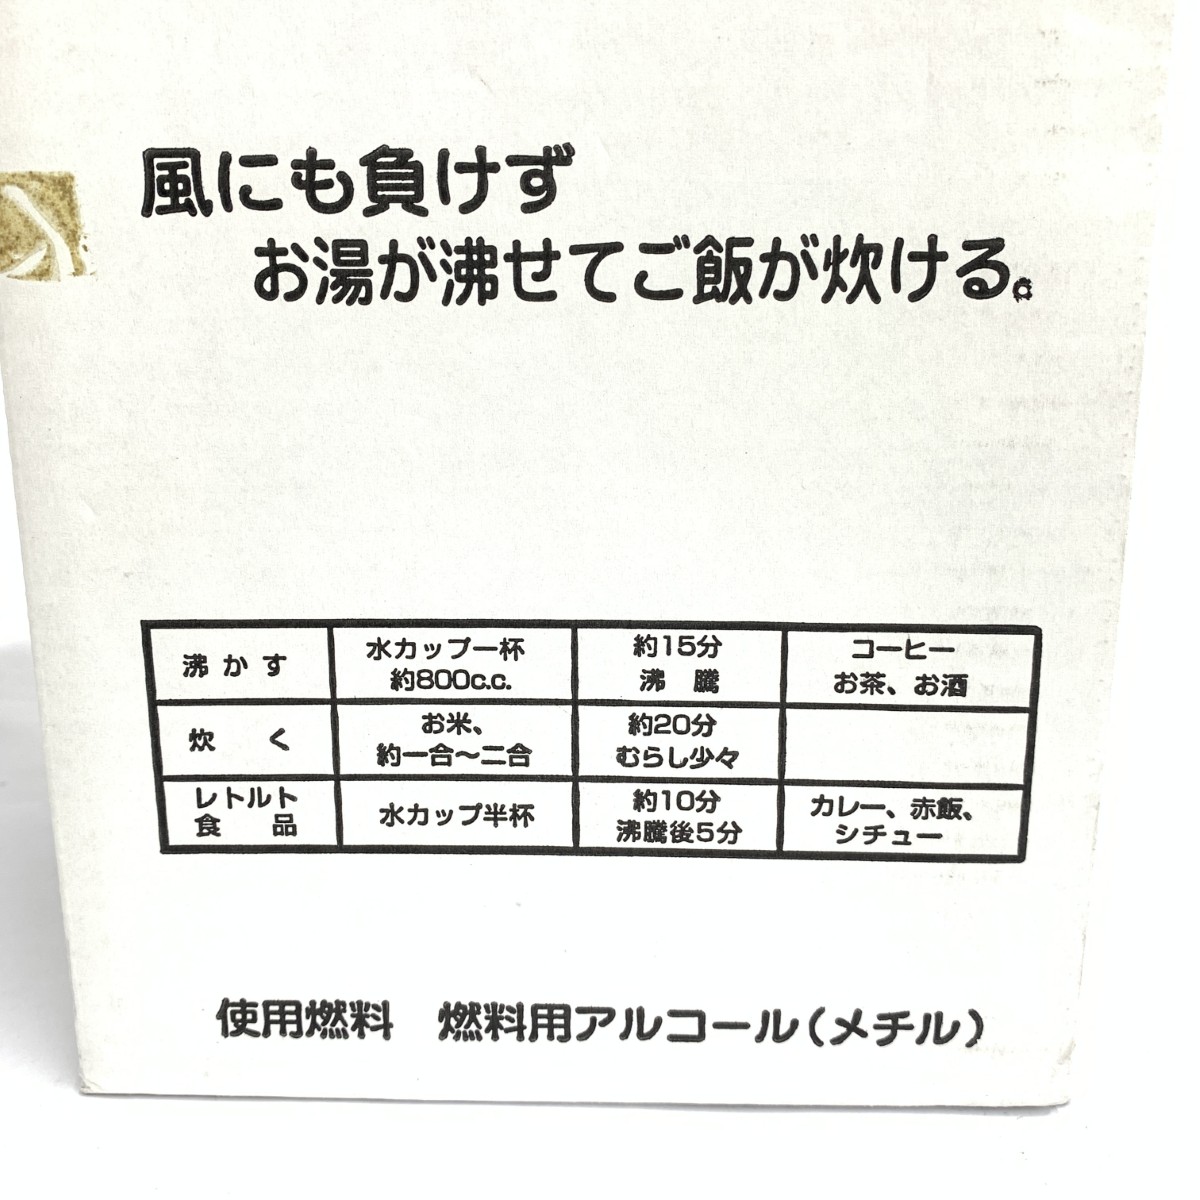 風にも負けず
お湯が沸せてご飯が炊ける。
沸かす
水カップ一杯
約800c.c.
約15分
沸騰
コーヒー
お茶、お酒
炊く
お米、
約一合〜二合
約20分
むらし少々
レトルト
食品
水カップ半杯
約10分
沸騰後5分
カレー、赤飯、
シチュー
使用燃料 燃料用アルコール(メチル)